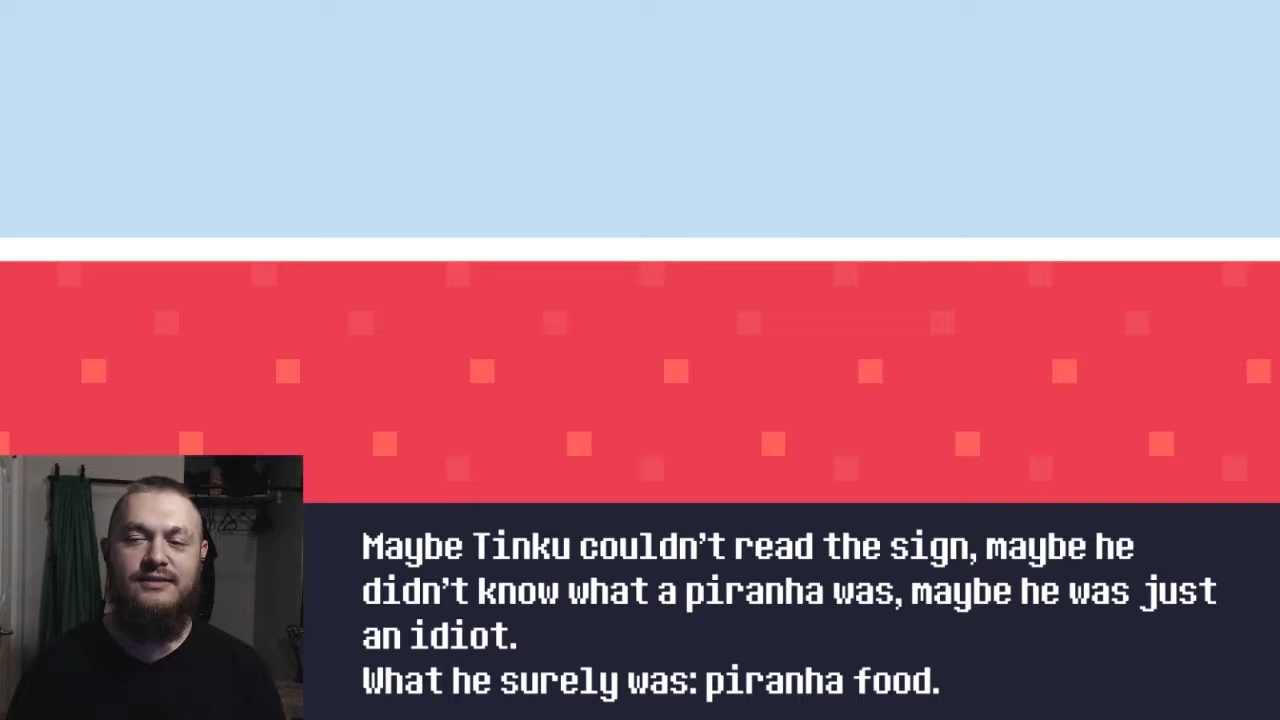 Maybe Tinku couldn't read the sign, maybe he
didn't know what a piranha was, maybe he was just
an idiot.
What he surely was: piranha food.